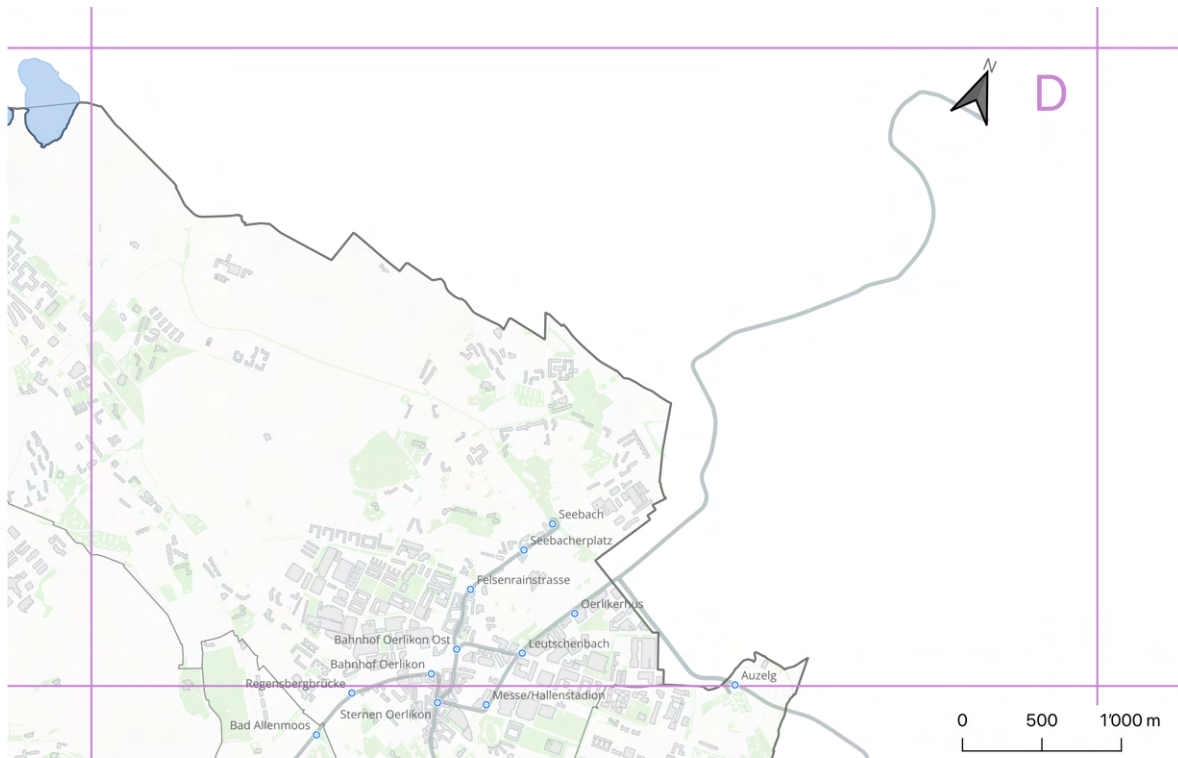 N
D
Seebach
Seebacherplatz
Felsenrainstrasse
Oerlikerhus
Bahnhof Oerlikon Ost
Leutschenbach
Bahnhof Oerlikon
Auzelg
Regensbergbrücke
Messe/Hallenstadion
Sternen Oerlikon
Bad Allenmoos
0 500 1'000 m